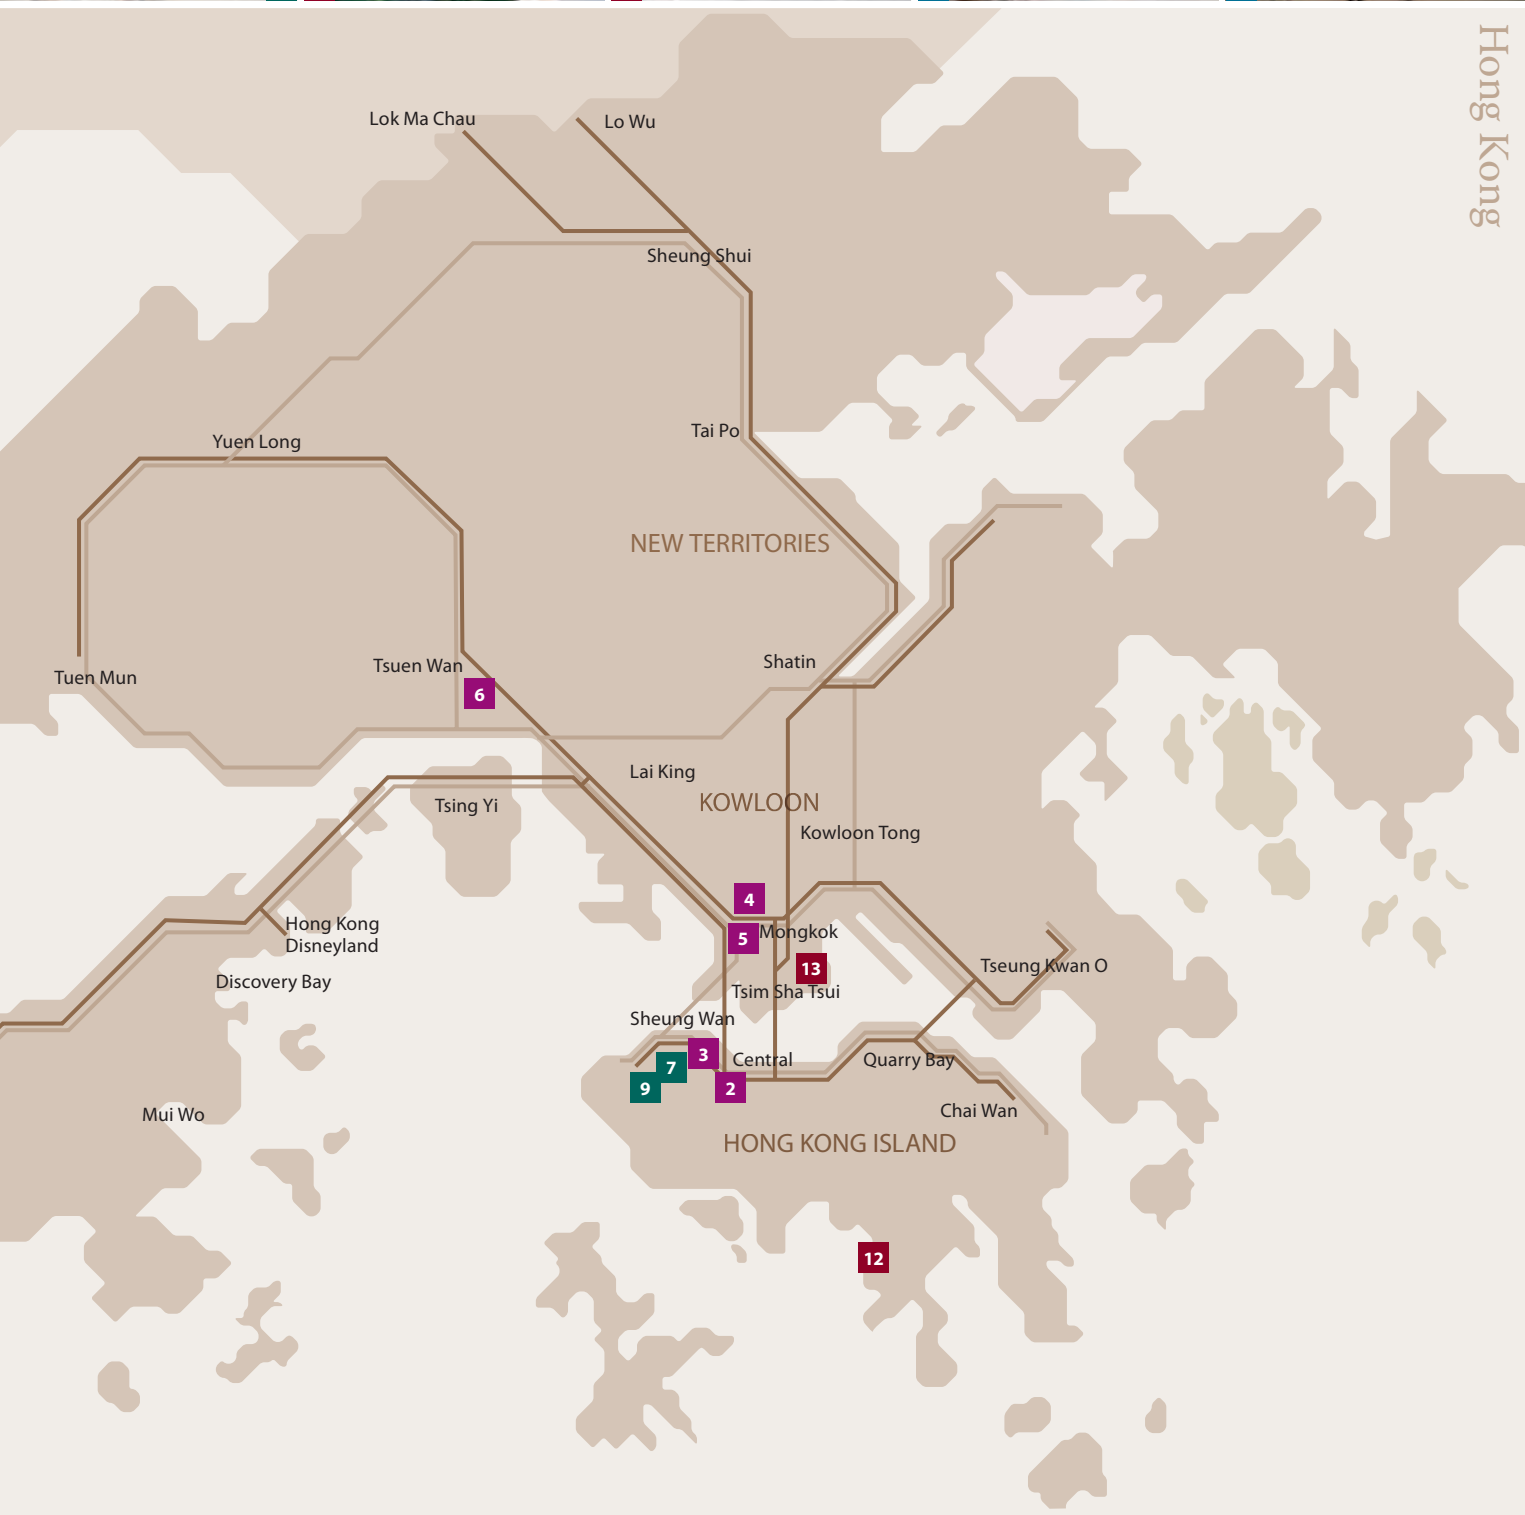 Hong Kong
Lok Ma Chau
Lo Wu
Sheung Shui
Tai Po
Yuen Long
NEW TERRITORIES
Shatin
Tsuen Wan
Tuen Mun
6
Lai King
KOWLOON
Tsing Yi
Kowloon Tong
4
Hong Kong
Disneyland
5
Mongkok
13
Tseung Kwan O
Discovery Bay
Tsim Sha Tsui
Sheung Wan
3
Central
Quarry Bay
7
9
2
Mui Wo
Chai Wan
HONG KONG ISLAND
12